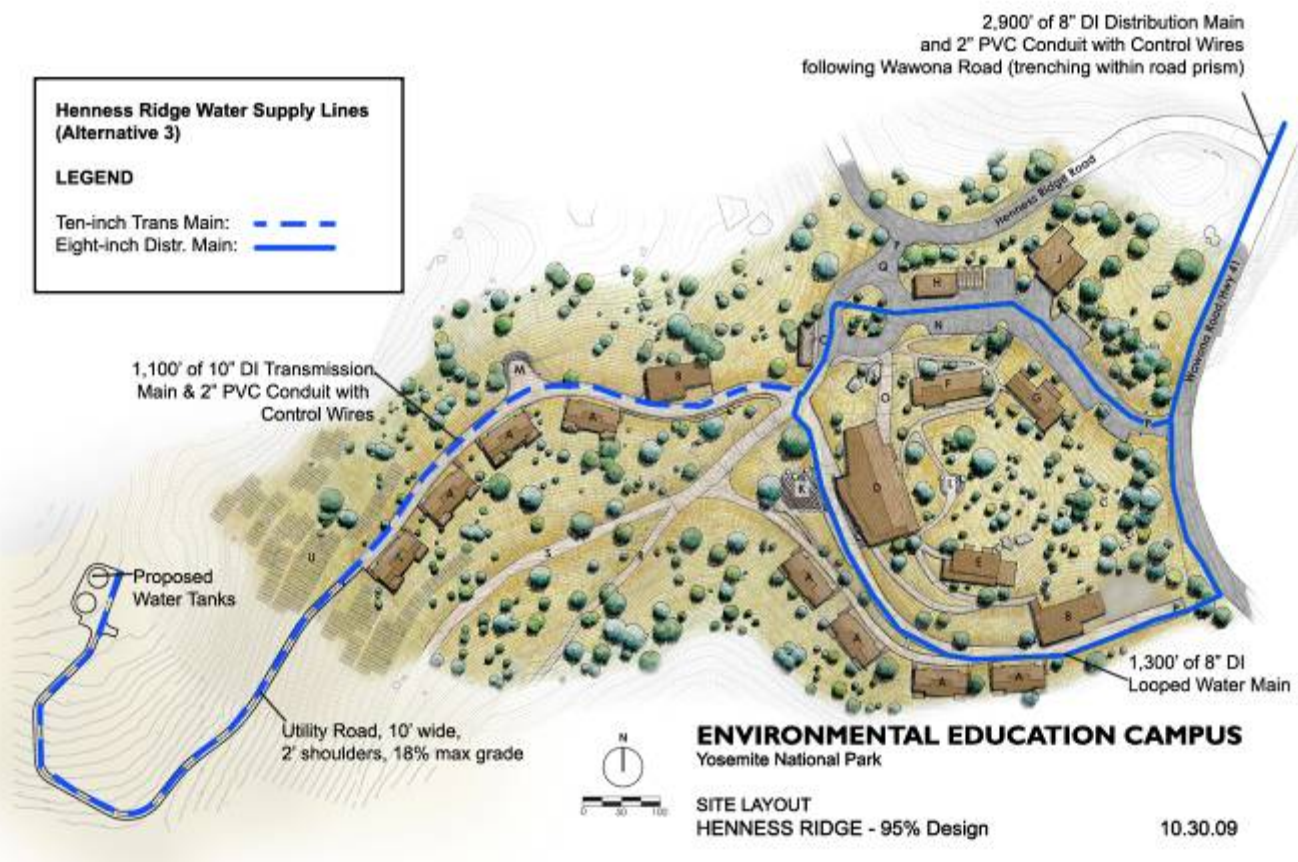 2,900' of 8" DI Distribution Main
and 2" PVC Conduit with Control Wires
following Wawona Road (trenching within road prism)
Henness Ridge Water Supply Lines
(Alternative 3)
LEGEND
Ten-inch Trans Main:
Eight-inch Distr. Main:
Henness Ridge Road
Wawona Road(Hwy 41)
1,100' of 10" DI Transmission
Main & 2" PVC Conduit with
Control Wires
P
Q
H
J
N
C
M
B
A
A
A
F
G
O
D
K
U
S
E
A
A
A
A
B
P
Proposed
Water Tanks
Utility Road, 10' wide,
2' shoulders, 18% max grade
1,300' of 8" DI
Looped Water Main
N
0 50 100
ENVIRONMENTAL EDUCATION CAMPUS
Yosemite National Park
SITE LAYOUT
HENNESS RIDGE - 95% Design
10.30.09